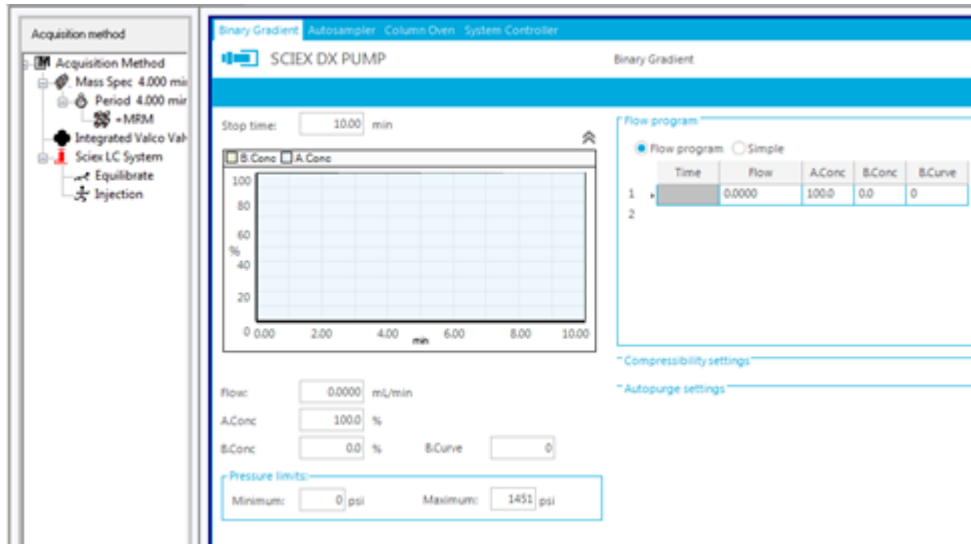 Acquisition method
Acquisition Method
Mass Spec 4.000 min
Period 4.000 min
+MRM
Integrated Valco Val
Sciex LC System
Equilibrate
Injection
Binary Gradient Autosampler Column Oven System Controller
SCIEX DX PUMP Binary Gradient
Stop time: 10.00 min
B.Conc A.Conc
100
80
60
%
40
20
0 0.00 2.00 4.00 6.00 8.00 10.00
min
Flow: 0.0000 mL/min
A.Conc 100.0 %
B.Conc 0.0 % B.Curve 0
Pressure limits:
Minimum: 0 psi Maximum: 1451 psi
Flow program
Flow program Simple
Time Flow A.Conc B.Conc B.Curve
1 0.0000 100.0 0.0 0
2
Compressibility settings
Autopurge settings